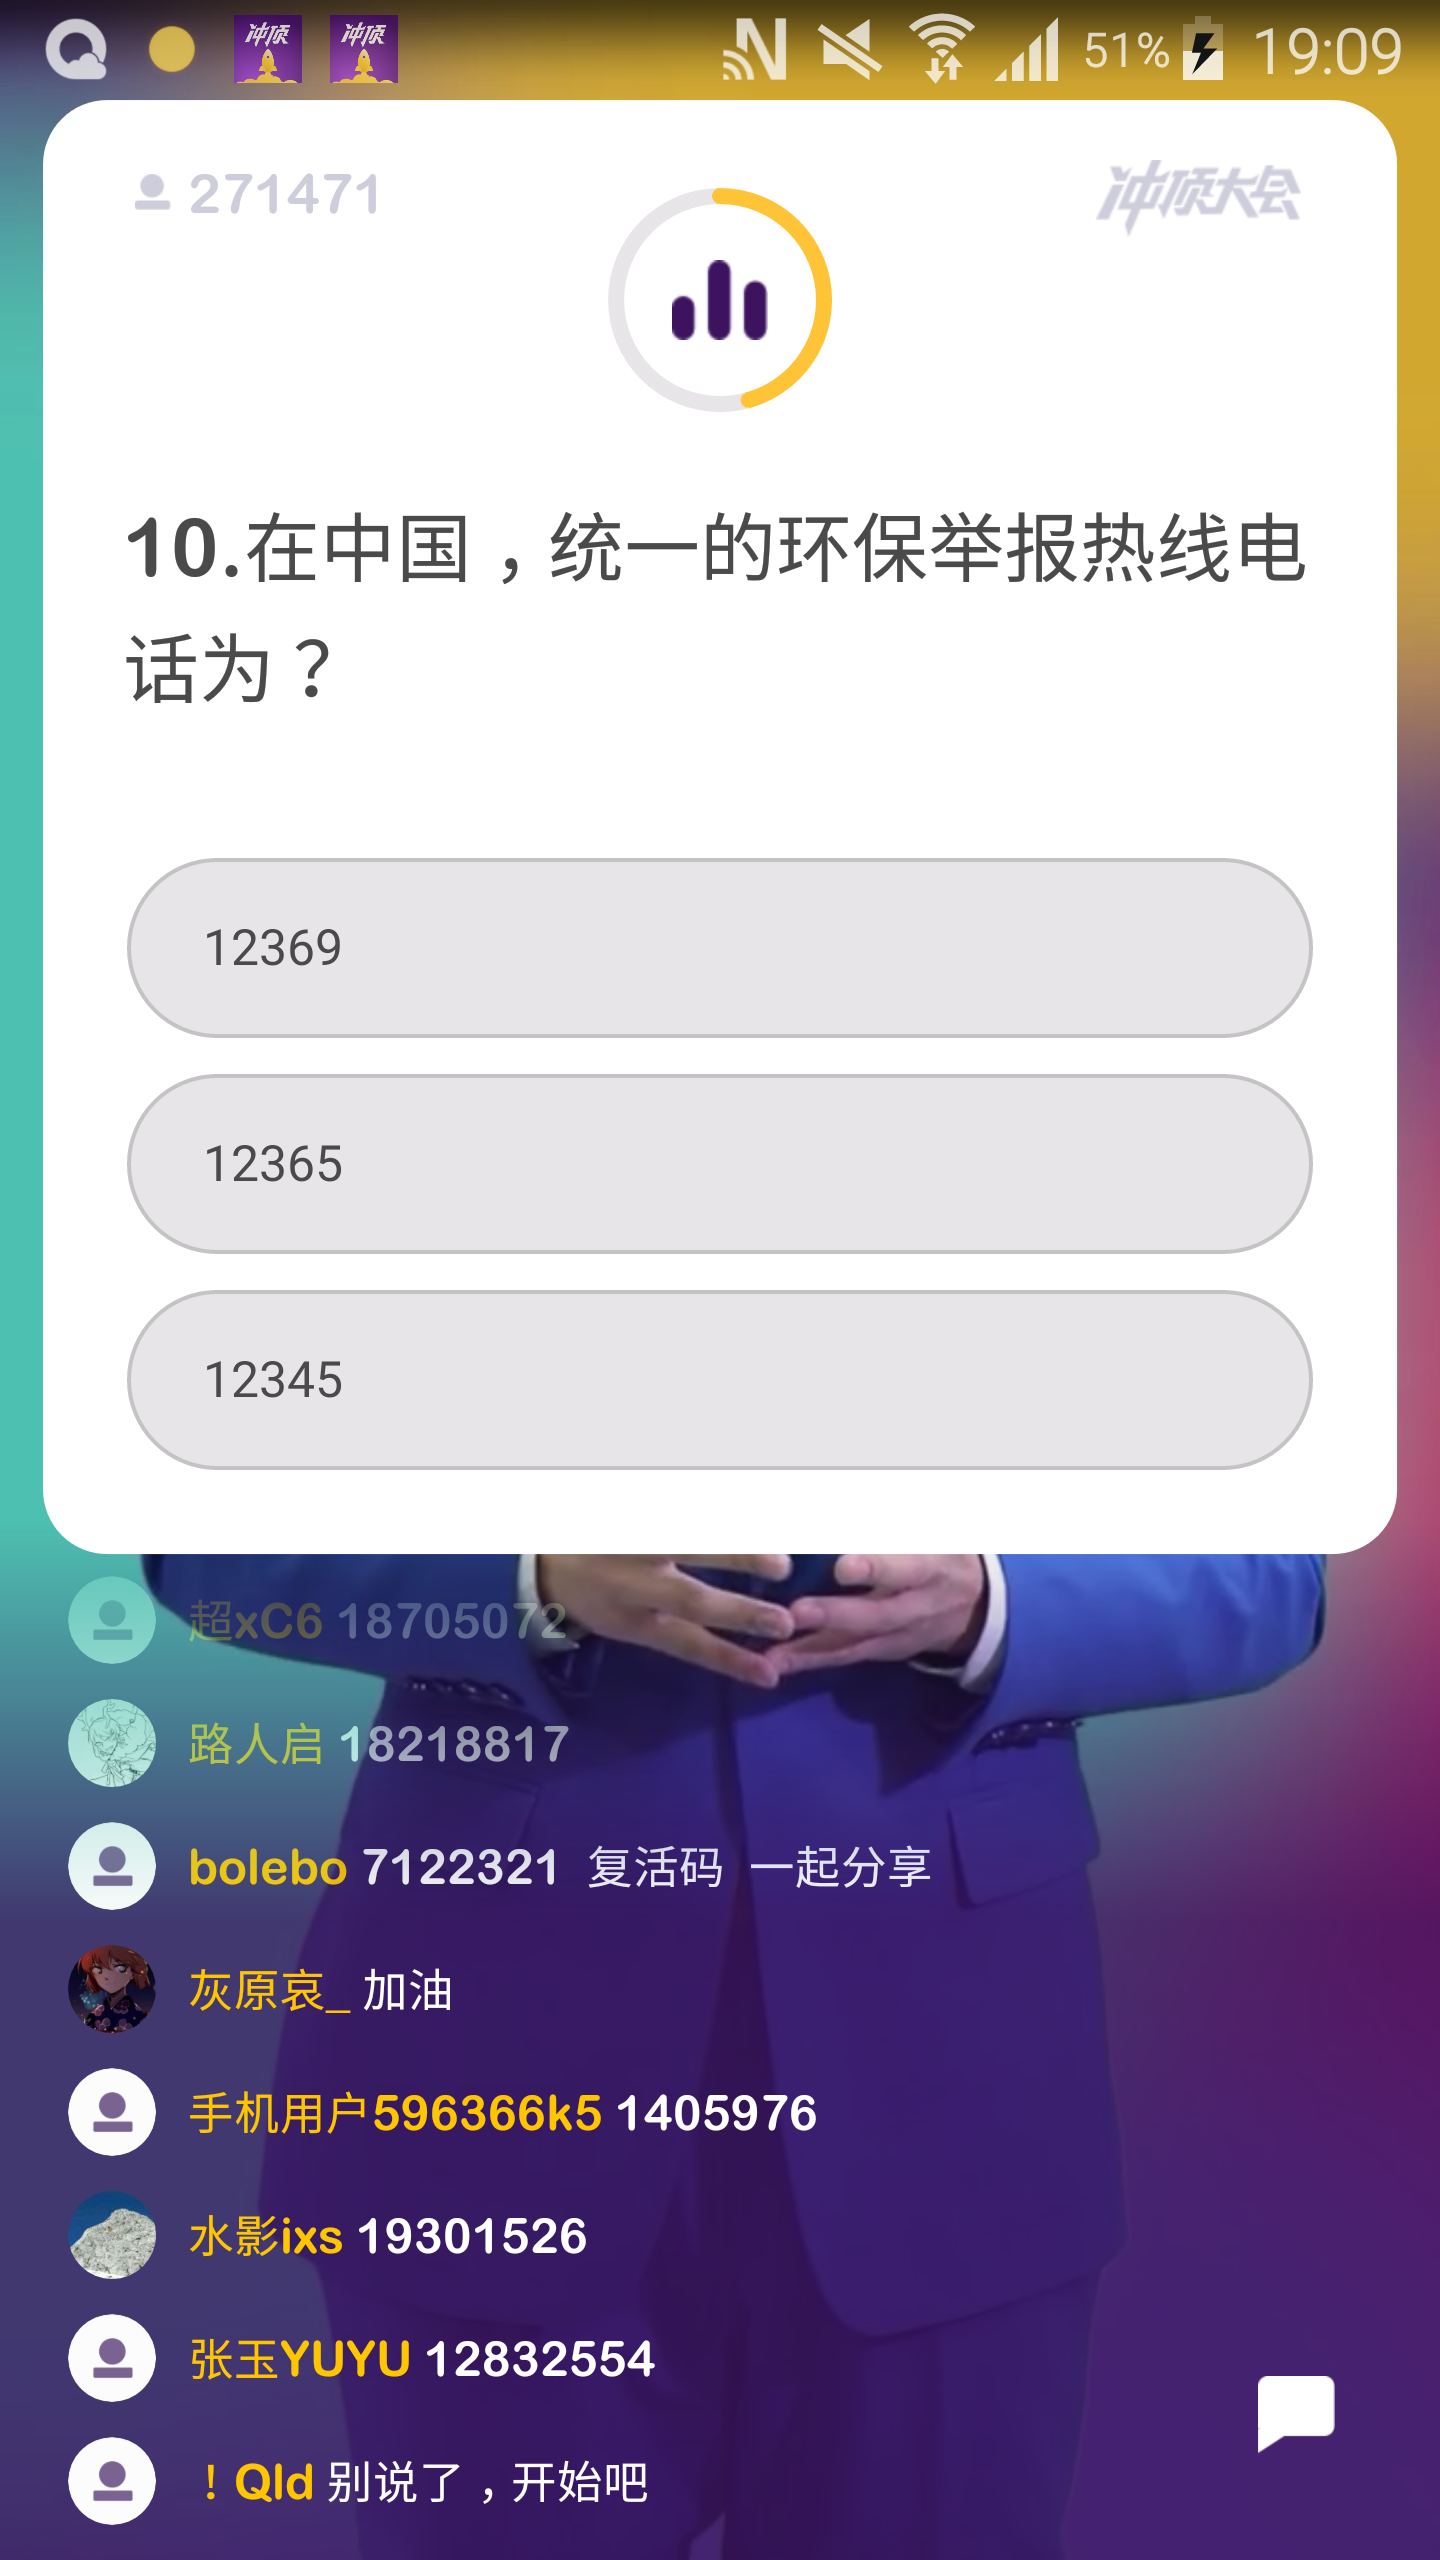 冲顶 冲顶 51% 19:09
271471 冲顶大会
10.在中国，统一的环保举报热线电
话为？
12369
12365
12345
超xC6 18705072
路人启 18218817
bolebo 7122321 复活码 一起分享
灰原哀_ 加油
手机用户596366k5 1405976
水影ixs 19301526
张玉YUYU 12832554
！Qld 别说了，开始吧